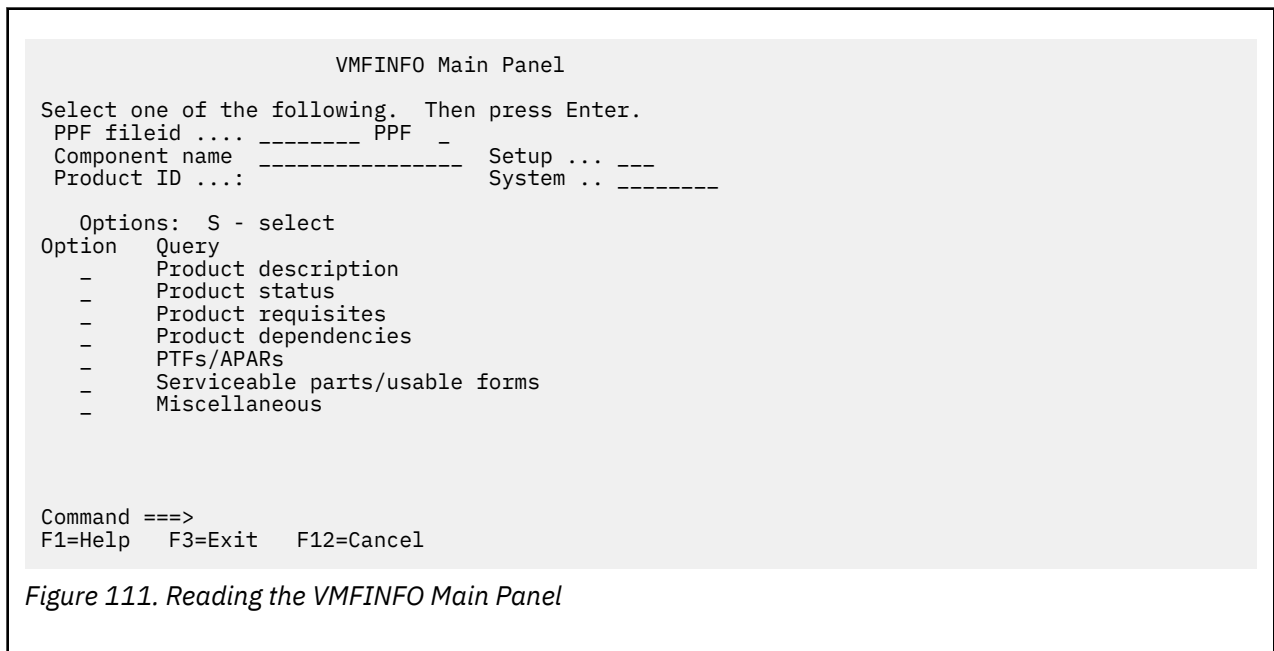 VMFINFO Main Panel
Select one of the following.  Then press Enter.
PPF fileid .... ________ PPF  _
Component name  ________________  Setup ... ___
Product ID ...:                   System .. ________
Options:  S - select
Option   Query
_     Product description
_     Product status
_     Product requisites
_     Product dependencies
_     PTFs/APARs
_     Serviceable parts/usable forms
_     Miscellaneous
Command ===>
F1=Help   F3=Exit   F12=Cancel
Figure 111. Reading the VMFINFO Main Panel